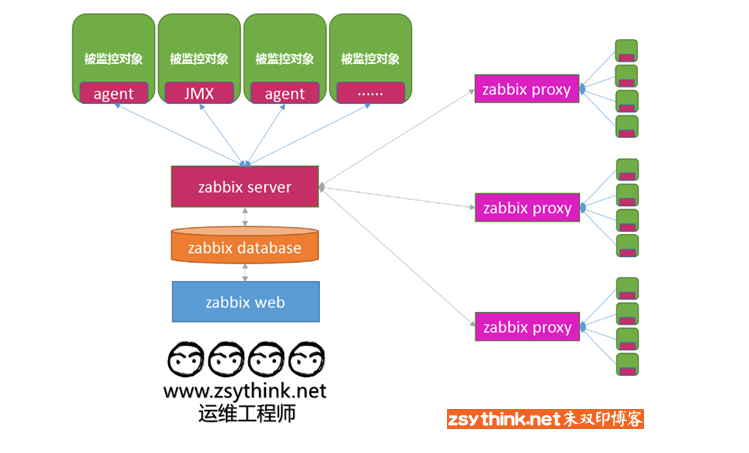 被监控对象
agent
被监控对象
JMX
被监控对象
agent
被监控对象
······
zabbix server
zabbix database
zabbix web
www.zsythink.net
运维工程师
zabbix proxy
zabbix proxy
zabbix proxy
zsythink.net朱双印博客